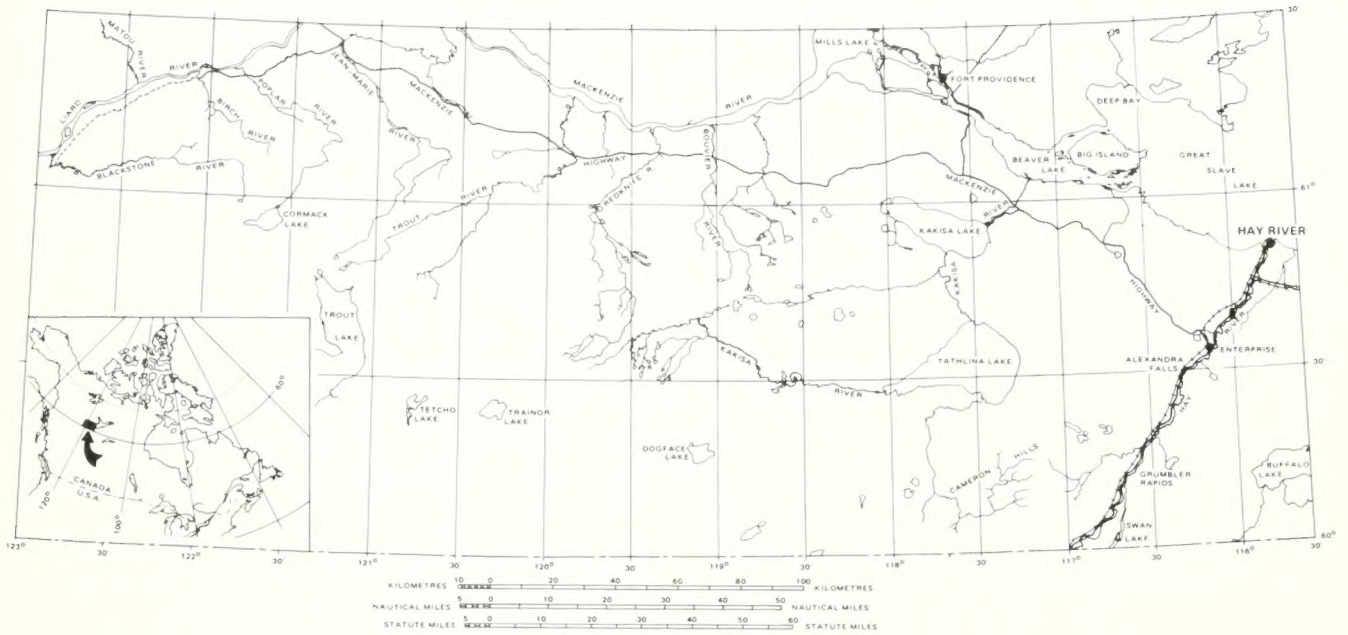 30'
MATOU RIVER
LIARD RIVER
POPLAR RIVER
BIRCH RIVER
BLACKSTONE RIVER
JEAN-MARIE RIVER
MACKENZIE HIGHWAY
MACKENZIE RIVER
MILLS LAKE
FORT PROVIDENCE
DEEP BAY
BIG ISLAND
BEAVER LAKE
GREAT SLAVE LAKE
61°
CORMACK LAKE
TROUT RIVER
REDKNIFE R
BOUVIER RIVER
MACKENZIE HIGHWAY
RIVER
KAKISA LAKE
KAKISA
HAY RIVER
TROUT LAKE
KAKISA RIVER
TATHLINA LAKE
ALEXANDRA FALLS
ENTERPRISE
HAY RIVER
30'
TETCHO LAKE
TRAINOR LAKE
DOGFACE LAKE
CAMERON HILLS
GRUMBLER RAPIDS
BUFFALO LAKE
SWAN LAKE
60°
CANADA
U.S.A.
120°
100°
80°
123°
30'
122°
30'
121°
30'
120°
30'
119°
30'
118°
30'
117°
30'
116°
30'
60°
KILOMETRES 10 0 20 40 60 80 100 KILOMETRES
NAUTICAL MILES 5 0 10 20 30 40 50 NAUTICAL MILES
STATUTE MILES 5 0 10 20 30 40 50 60 STATUTE MILES